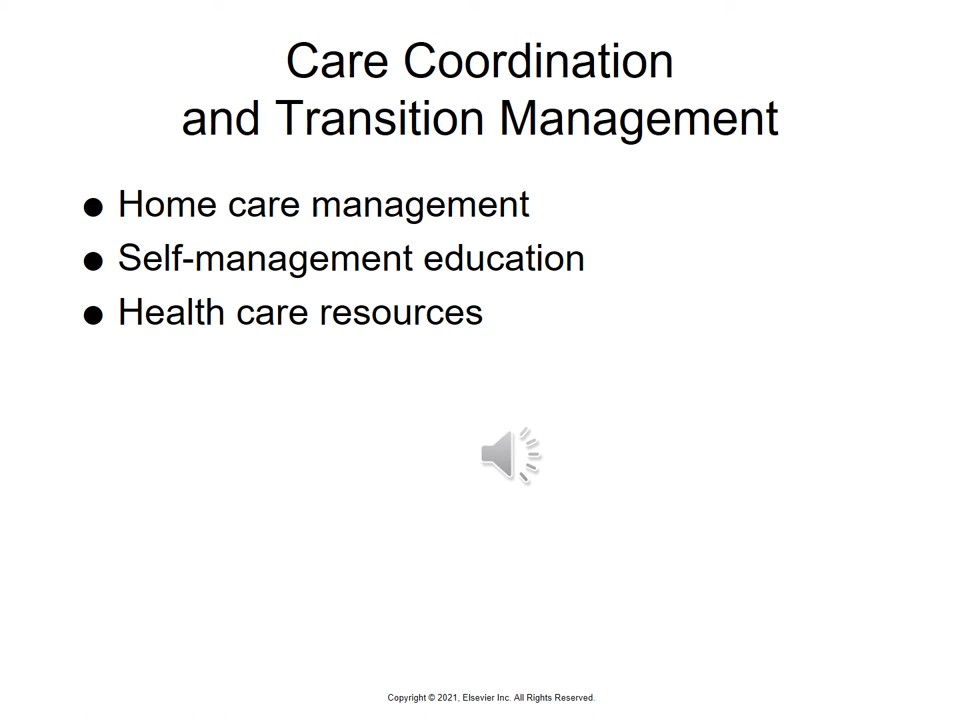 Care Coordination
and Transition Management
● Home care management
● Self-management education
● Health care resources
Copyright © 2021, Elsevier Inc. All Rights Reserved.